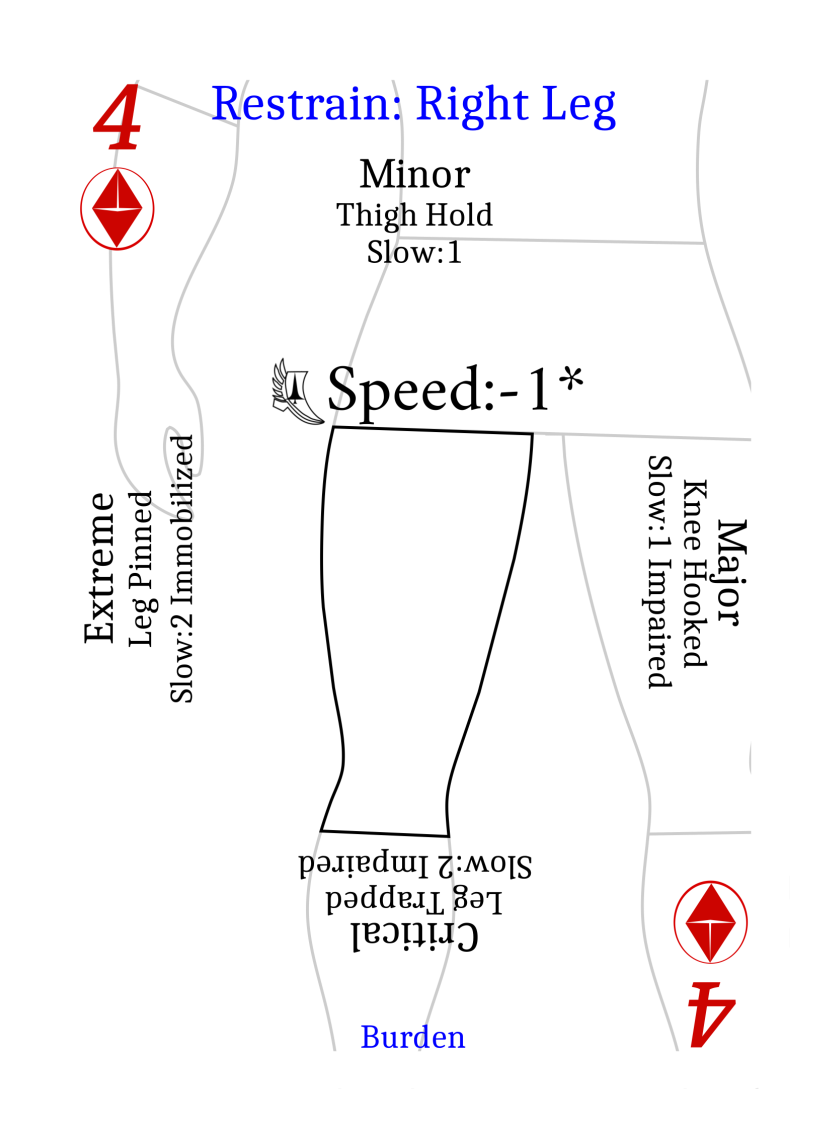 4
Restrain: Right Leg
Minor
Thigh Hold
Slow:1
Speed:-1*
Extreme
Leg Pinned
Slow:2 Immobilized
Major
Knee Hooked
Slow:1 Impaired
Critical
Leg Trapped
Slow:2 Impaired
4
Burden